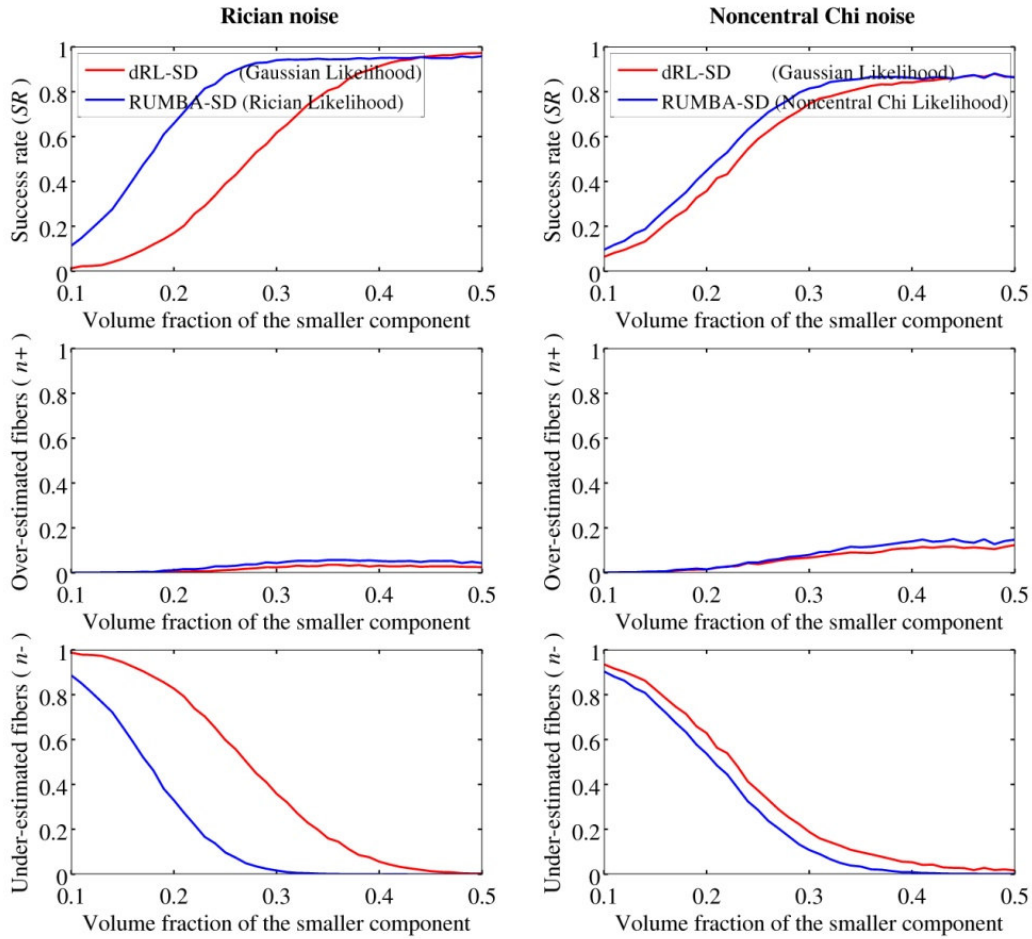 Rician noise
Noncentral Chi noise
Success rate (SR)
1
0.8
0.6
0.4
0.2
0
dRL-SD (Gaussian Likelihood)
RUMBA-SD (Rician Likelihood)
0.1 0.2 0.3 0.4 0.5
Volume fraction of the smaller component
Success rate (SR)
1
0.8
0.6
0.4
0.2
0
dRL-SD (Gaussian Likelihood)
RUMBA-SD (Noncentral Chi Likelihood)
0.1 0.2 0.3 0.4 0.5
Volume fraction of the smaller component
Over-estimated fibers ( n+)
1
0.8
0.6
0.4
0.2
0
0.1 0.2 0.3 0.4 0.5
Volume fraction of the smaller component
Over-estimated fibers ( n+)
1
0.8
0.6
0.4
0.2
0
0.1 0.2 0.3 0.4 0.5
Volume fraction of the smaller component
Under-estimated fibers ( n-)
1
0.8
0.6
0.4
0.2
0
0.1 0.2 0.3 0.4 0.5
Volume fraction of the smaller component
Under-estimated fibers ( n-)
1
0.8
0.6
0.4
0.2
0
0.1 0.2 0.3 0.4 0.5
Volume fraction of the smaller component